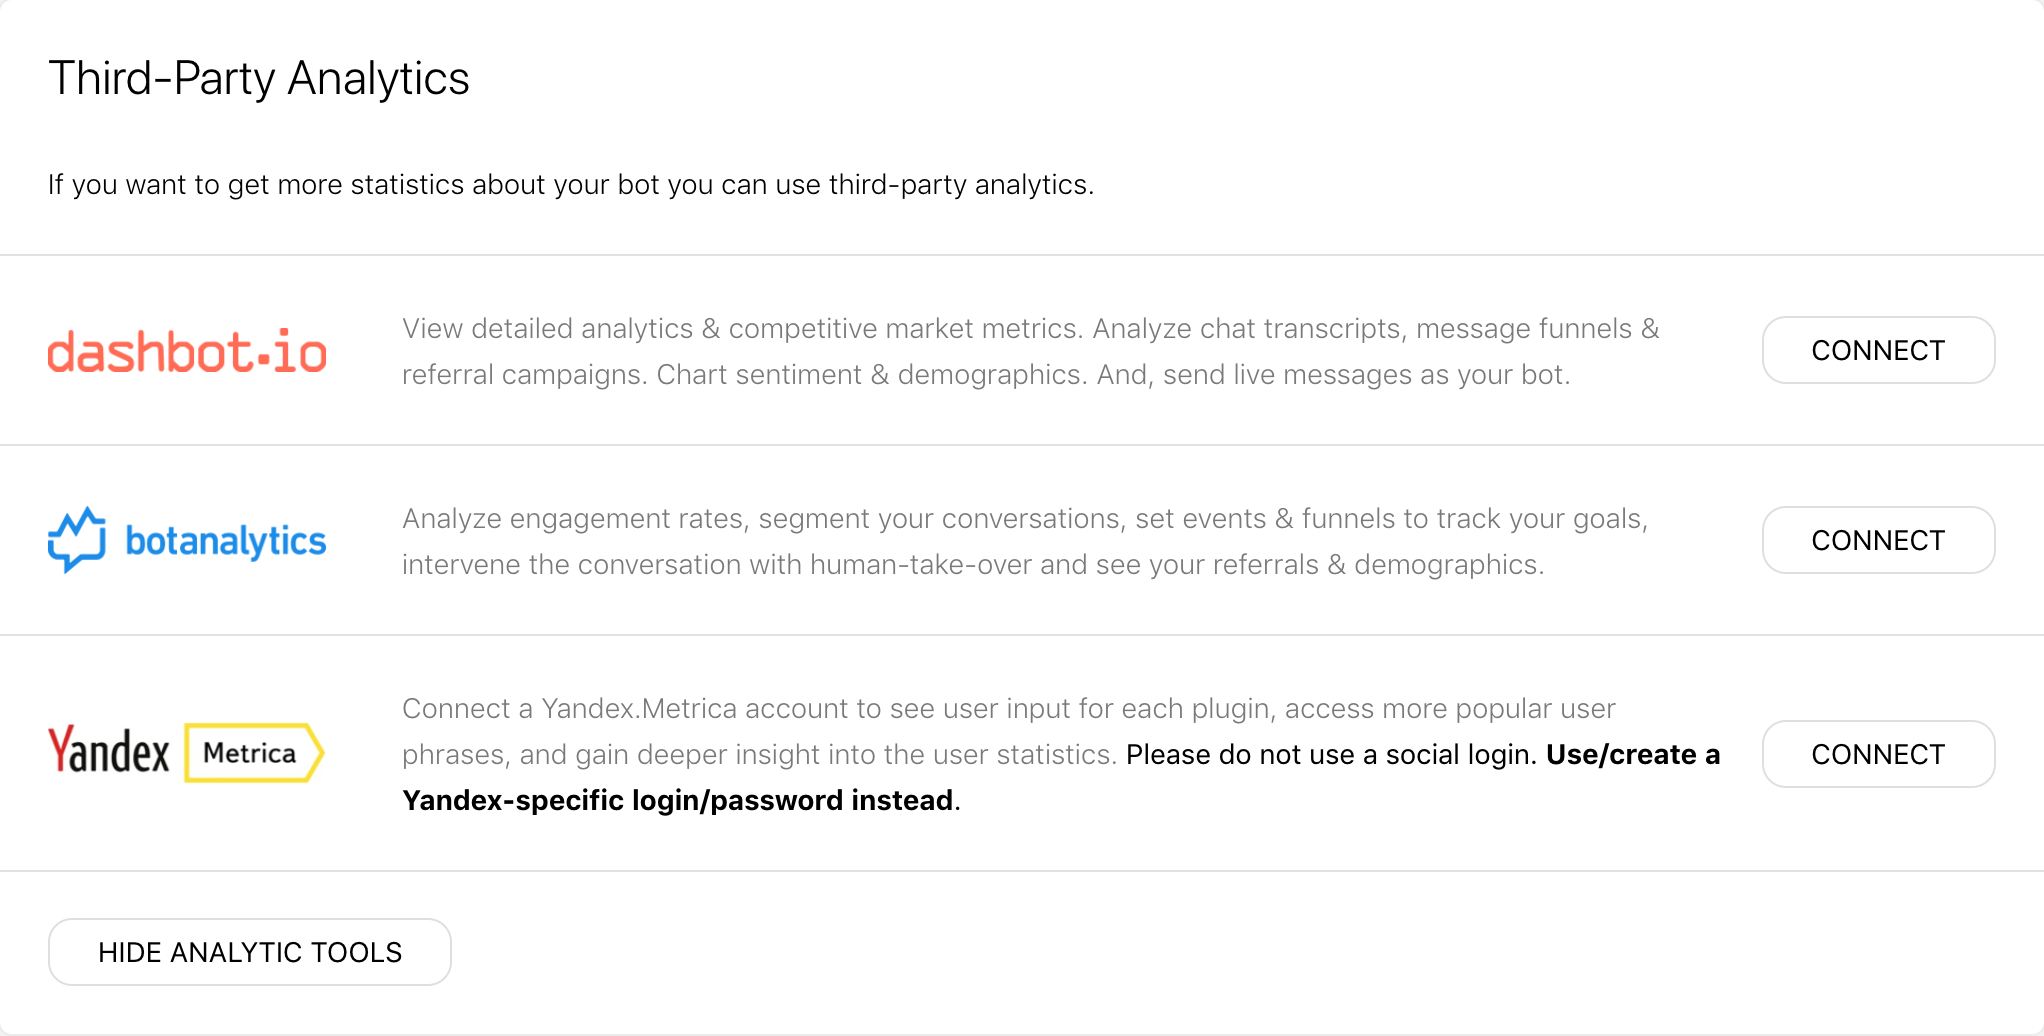 Third-Party Analytics
If you want to get more statistics about your bot you can use third-party analytics.
dashbot.io
View detailed analytics & competitive market metrics. Analyze chat transcripts, message funnels &
referral campaigns. Chart sentiment & demographics. And, send live messages as your bot.
CONNECT
botanalytics
Analyze engagement rates, segment your conversations, set events & funnels to track your goals,
intervene the conversation with human-take-over and see your referrals & demographics.
CONNECT
Yandex Metrica
Connect a Yandex.Metrica account to see user input for each plugin, access more popular user
phrases, and gain deeper insight into the user statistics. Please do not use a social login. Use/create a
Yandex-specific login/password instead.
CONNECT
HIDE ANALYTIC TOOLS